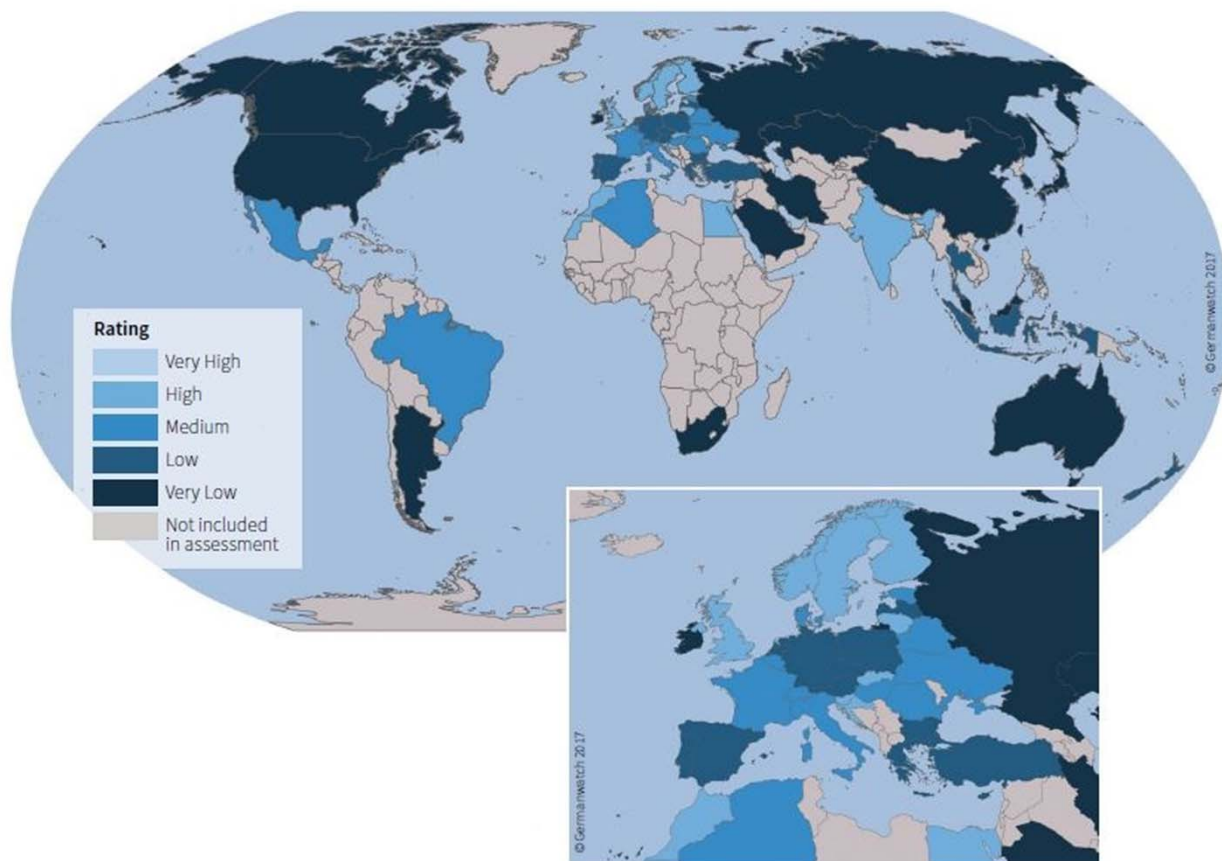 Rating
Very High
High
Medium
Low
Very Low
Not included
in assessment
© Germanwatch 2017
© Germanwatch 2017